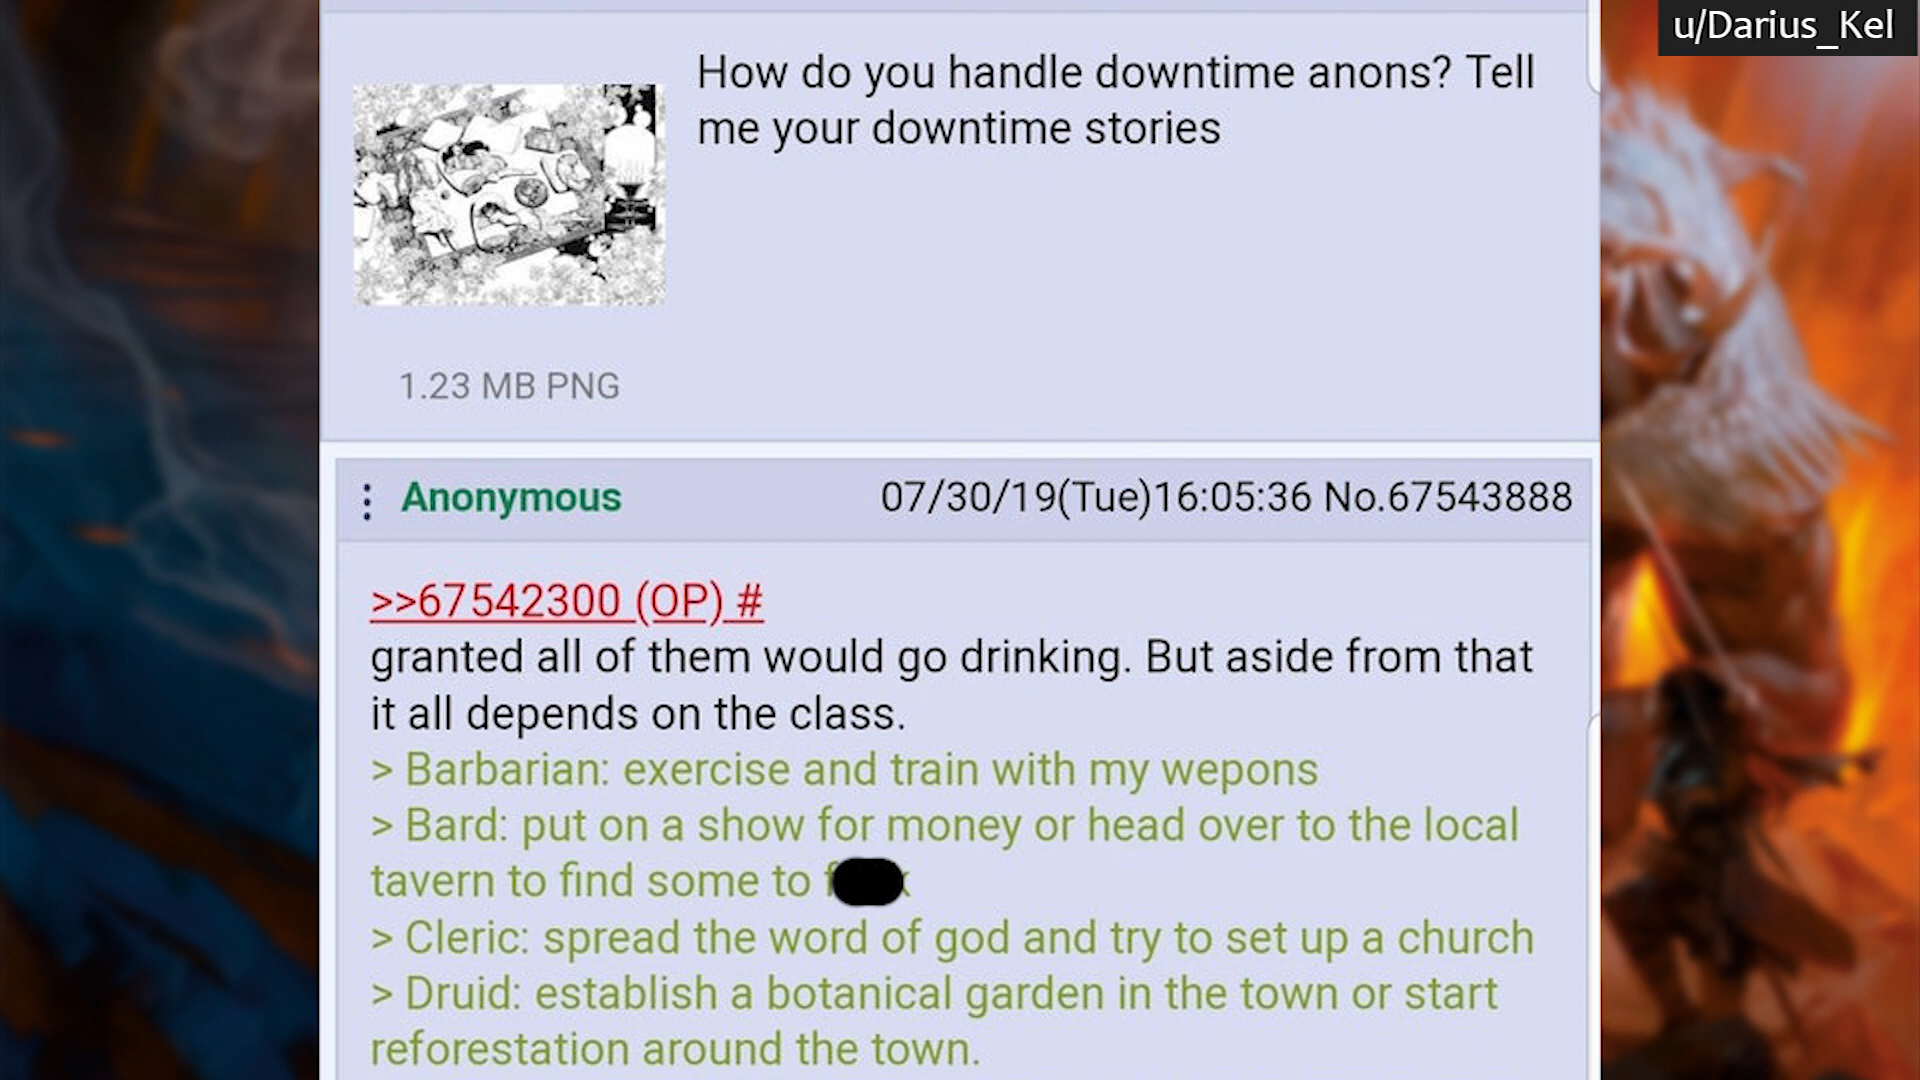 u/Darius_Kel
How do you handle downtime anons? Tell
me your downtime stories
1.23 MB PNG
Anonymous 07/30/19(Tue)16:05:36 No.67543888
>>67542300 (OP) #
granted all of them would go drinking. But aside from that
it all depends on the class.
> Barbarian: exercise and train with my wepons
> Bard: put on a show for money or head over to the local
tavern to find some to
> Cleric: spread the word of god and try to set up a church
> Druid: establish a botanical garden in the town or start
reforestation around the town.